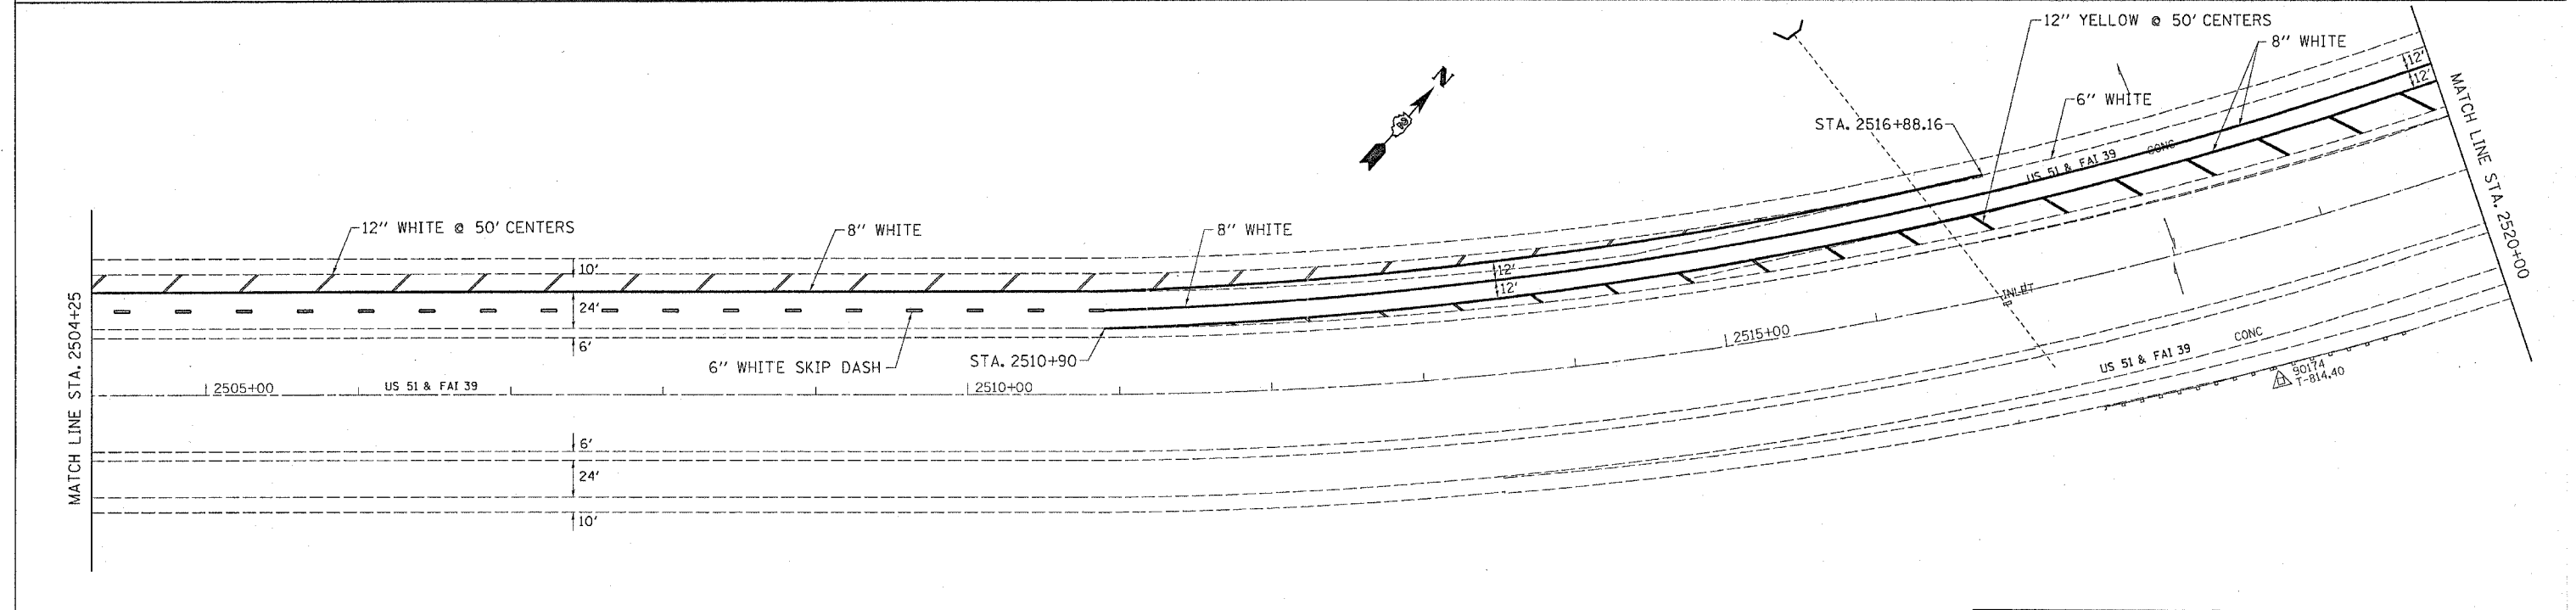 12" YELLOW @ 50' CENTERS
8" WHITE
12'
12'
6" WHITE
STA. 2516+88.16
MATCH LINE STA. 2520+00
N
US 51 & FAI 39 CONC
12" WHITE @ 50' CENTERS
8" WHITE
8" WHITE
10'
24'
6'
12'
12'
MATCH LINE STA. 2504+25
6" WHITE SKIP DASH
STA. 2510+90
INLET
2505+00
US 51 & FAI 39
2510+00
2515+00
US 51 & FAI 39 CONC
90174
T-814.40
6'
24'
10'